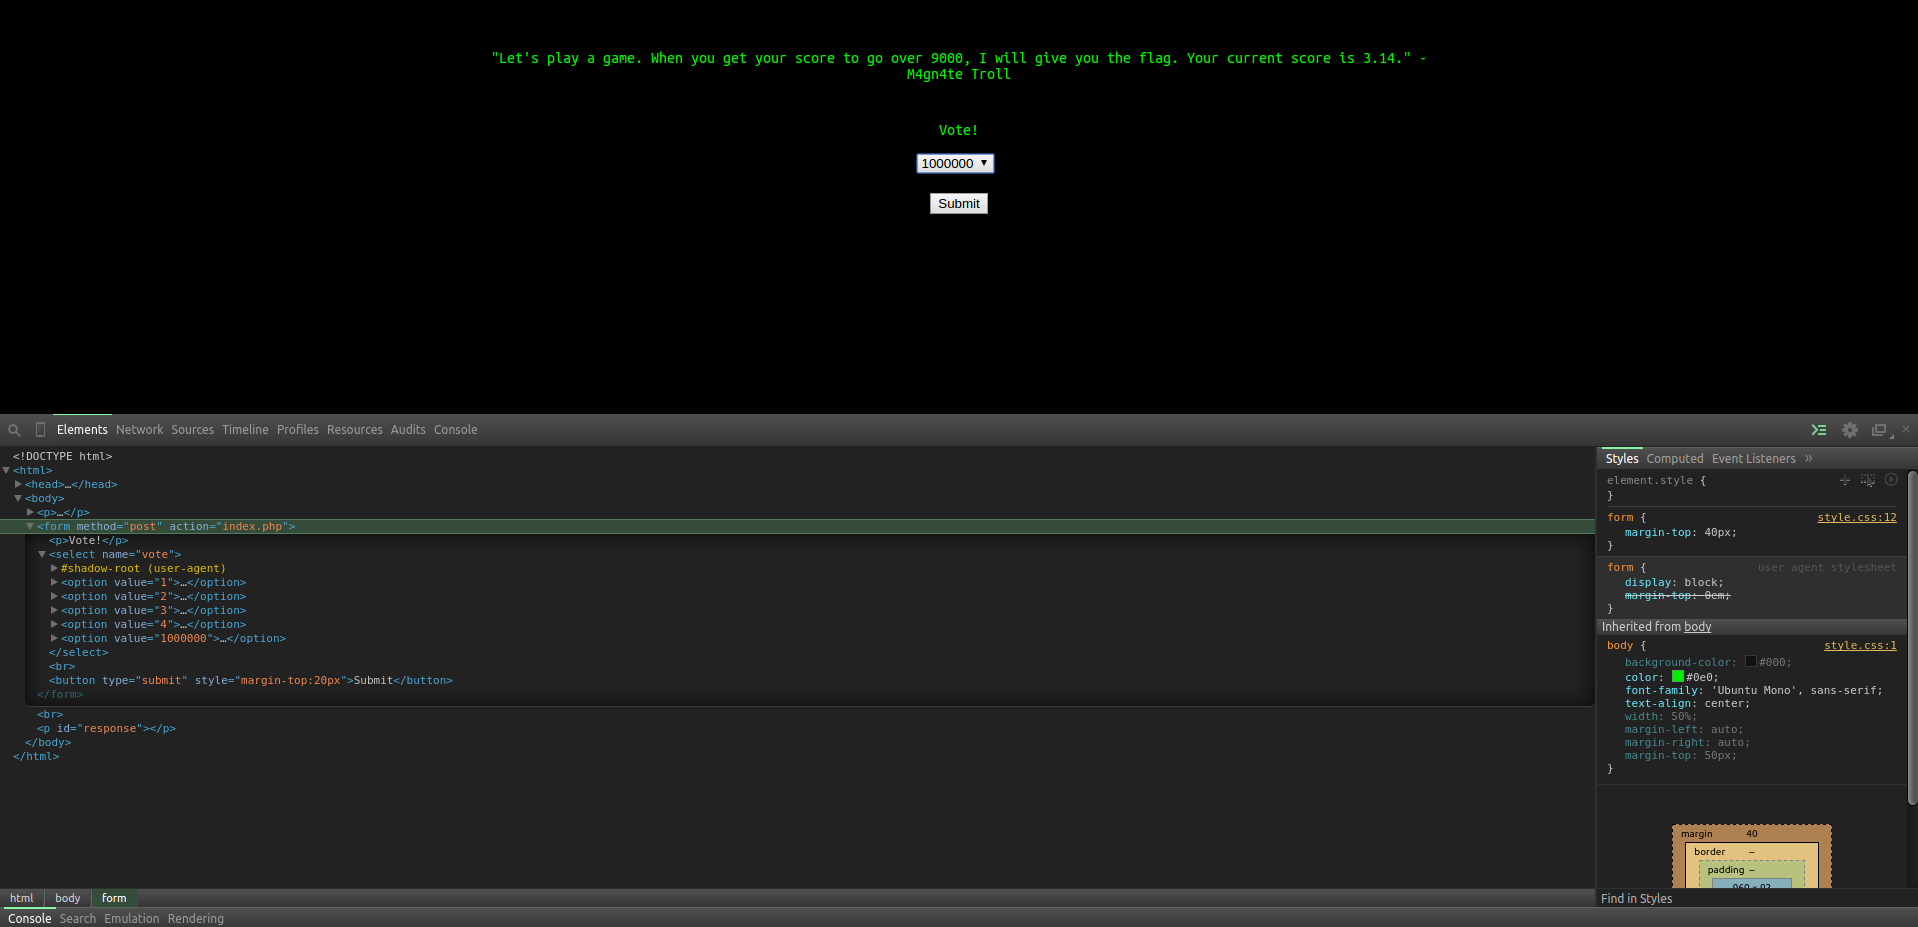 "Let's play a game. When you get your score to go over 9000, I will give you the flag. Your current score is 3.14." -
M4gn4te Troll
Vote!
1000000
Submit
Elements Network Sources Timeline Profiles Resources Audits Console
<!DOCTYPE html>
<html>
<head>…</head>
<body>
<p>…</p>
<form method="post" action="index.php">
<p>Vote!</p>
<select name="vote">
#shadow-root (user-agent)
<option value="1">…</option>
<option value="2">…</option>
<option value="3">…</option>
<option value="4">…</option>
<option value="1000000">…</option>
</select>
<br>
<button type="submit" style="margin-top:20px">Submit</button>
</form>
<br>
<p id="response"></p>
</body>
</html>
html body form
Console Search Emulation Rendering
Styles Computed Event Listeners »
element.style {
}
form { style.css:12
margin-top: 40px;
}
form { user agent stylesheet
display: block;
margin-top: 0em;
}
Inherited from body
body { style.css:1
background-color: #000;
color: #0e0;
font-family: 'Ubuntu Mono', sans-serif;
text-align: center;
width: 50%;
margin-left: auto;
margin-right: auto;
margin-top: 50px;
}
margin 40
border –
padding –
Find in Styles